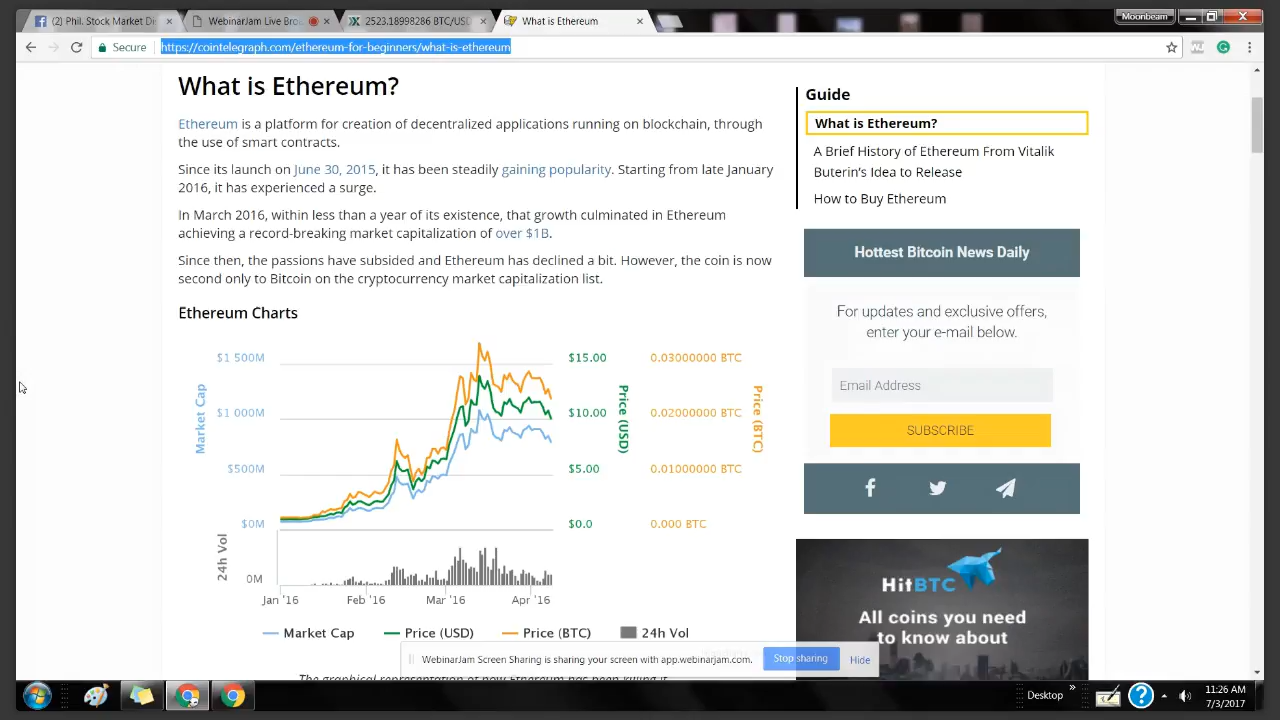 (2) Phil. Stock Market Di
WebinarJam Live Brou
2523.18998286 BTC/USD
What is Ethereum
Moonbeam
Secure
https://cointelegraph.com/ethereum-for-beginners/what-is-ethereum
What is Ethereum?
Ethereum is a platform for creation of decentralized applications running on blockchain, through
the use of smart contracts.
Since its launch on June 30, 2015, it has been steadily gaining popularity. Starting from late January
2016, it has experienced a surge.
In March 2016, within less than a year of its existence, that growth culminated in Ethereum
achieving a record-breaking market capitalization of over $1B.
Since then, the passions have subsided and Ethereum has declined a bit. However, the coin is now
second only to Bitcoin on the cryptocurrency market capitalization list.
Ethereum Charts
$1 500M
$1 000M
$500M
$0M
Market Cap
$15.00
$10.00
$5.00
$0.0
Price (USD)
0.03000000 BTC
0.02000000 BTC
0.01000000 BTC
0.000 BTC
Price (BTC)
24h Vol
0M
Jan '16 Feb '16 Mar '16 Apr '16
Market Cap Price (USD) Price (BTC) 24h Vol
Guide
What is Ethereum?
A Brief History of Ethereum From Vitalik
Buterin's Idea to Release
How to Buy Ethereum
Hottest Bitcoin News Daily
For updates and exclusive offers,
enter your e-mail below.
Email Address
SUBSCRIBE
HitBTC
All coins you need
to know about
WebinarJam Screen Sharing is sharing your screen with app.webinarjam.com.
Stop sharing
Hide
Desktop
11:26 AM
7/3/2017